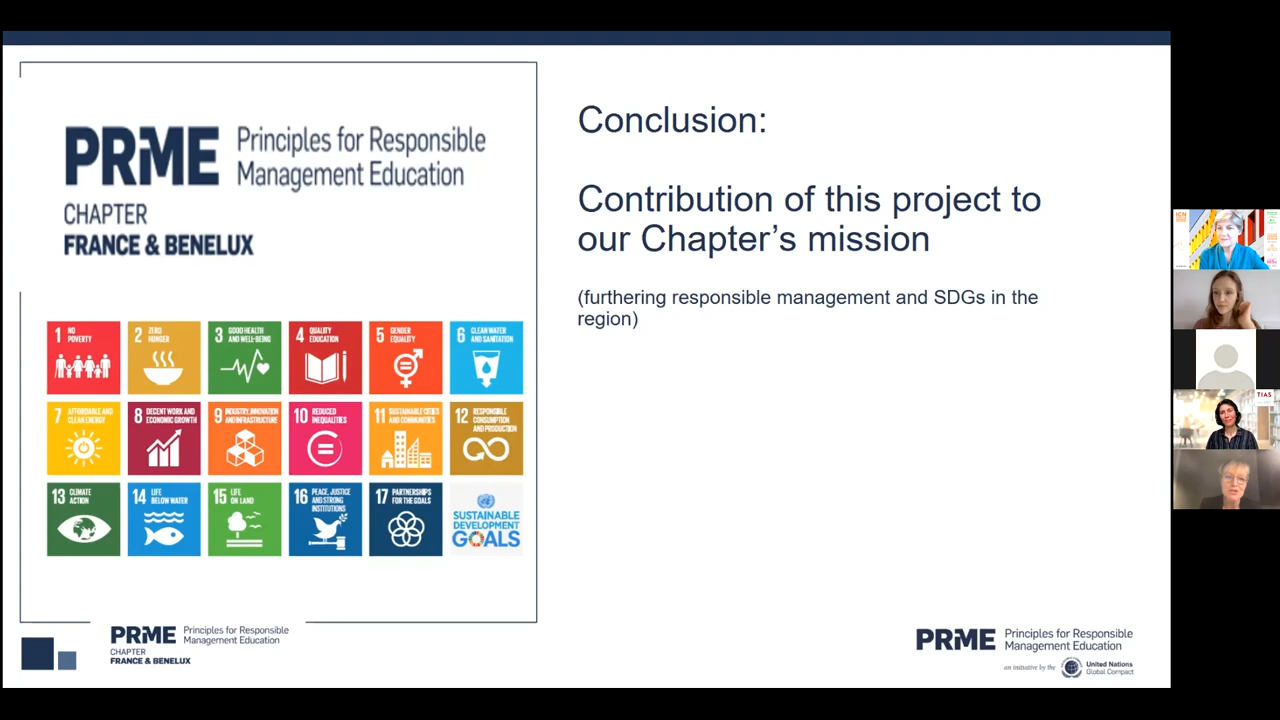 PRME Principles for Responsible
Management Education
CHAPTER
FRANCE & BENELUX
1 NO
POVERTY
2 ZERO
HUNGER
3 GOOD HEALTH
AND WELL-BEING
4 QUALITY
EDUCATION
5 GENDER
EQUALITY
6 CLEAN WATER
AND SANITATION
7 AFFORDABLE AND
CLEAN ENERGY
8 DECENT WORK AND
ECONOMIC GROWTH
9 INDUSTRY, INNOVATION
AND INFRASTRUCTURE
10 REDUCED
INEQUALITIES
11 SUSTAINABLE CITIES
AND COMMUNITIES
12 RESPONSIBLE
CONSUMPTION
AND PRODUCTION
13 CLIMATE
ACTION
14 LIFE
BELOW WATER
15 LIFE
ON LAND
16 PEACE, JUSTICE
AND STRONG
INSTITUTIONS
17 PARTNERSHIPS
FOR THE GOALS
SUSTAINABLE
DEVELOPMENT
GOALS
Conclusion:
Contribution of this project to
our Chapter’s mission
(furthering responsible management and SDGs in the
region)
PRME Principles for Responsible
Management Education
CHAPTER
FRANCE & BENELUX
PRME Principles for Responsible
Management Education
an initiative by the United Nations
Global Compact
ICN
TIAS